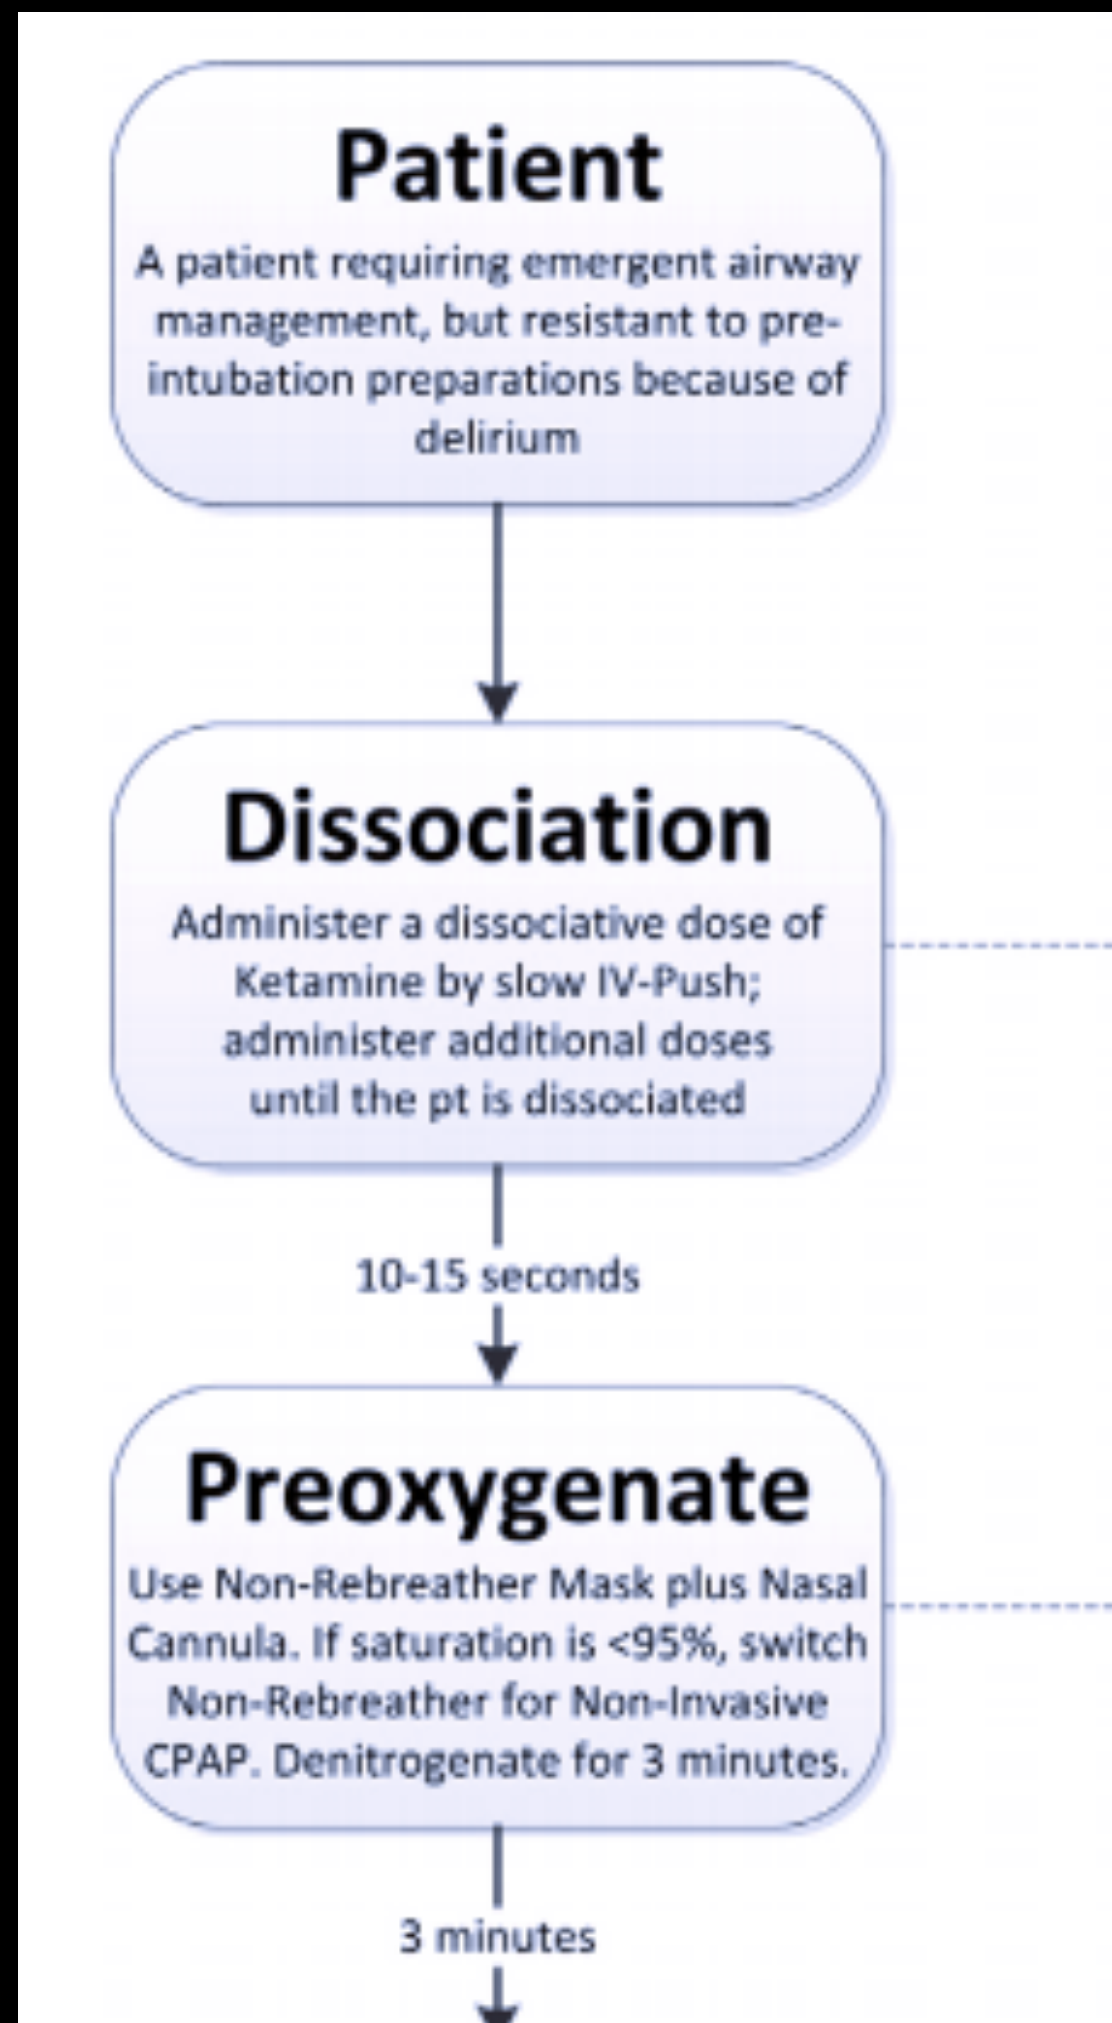 Patient
A patient requiring emergent airway
management, but resistant to pre-
intubation preparations because of
delirium
Dissociation
Administer a dissociative dose of
Ketamine by slow IV-Push;
administer additional doses
until the pt is dissociated
10-15 seconds
Preoxygenate
Use Non-Rebreather Mask plus Nasal
Cannula. If saturation is <95%, switch
Non-Rebreather for Non-Invasive
CPAP. Denitrogenate for 3 minutes.
3 minutes